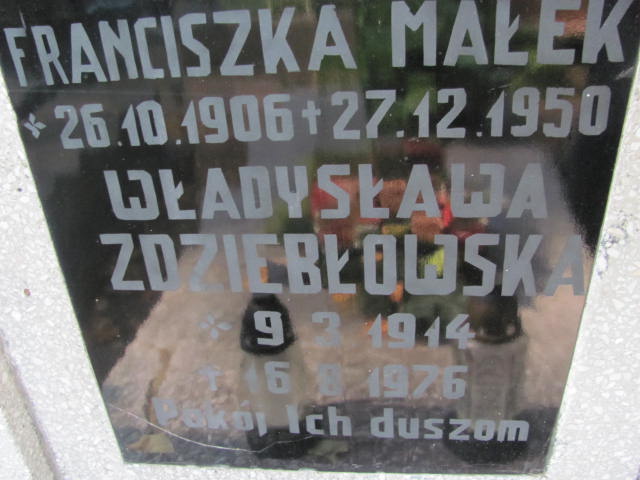 FRANCISZKA MAŁEK
* 26.10.1906 † 27.12.1950
WŁADYSŁAWA
ZDZIEBŁOWSKA
* 9 3 1914
† 16 8 1976
Pokój Ich duszom